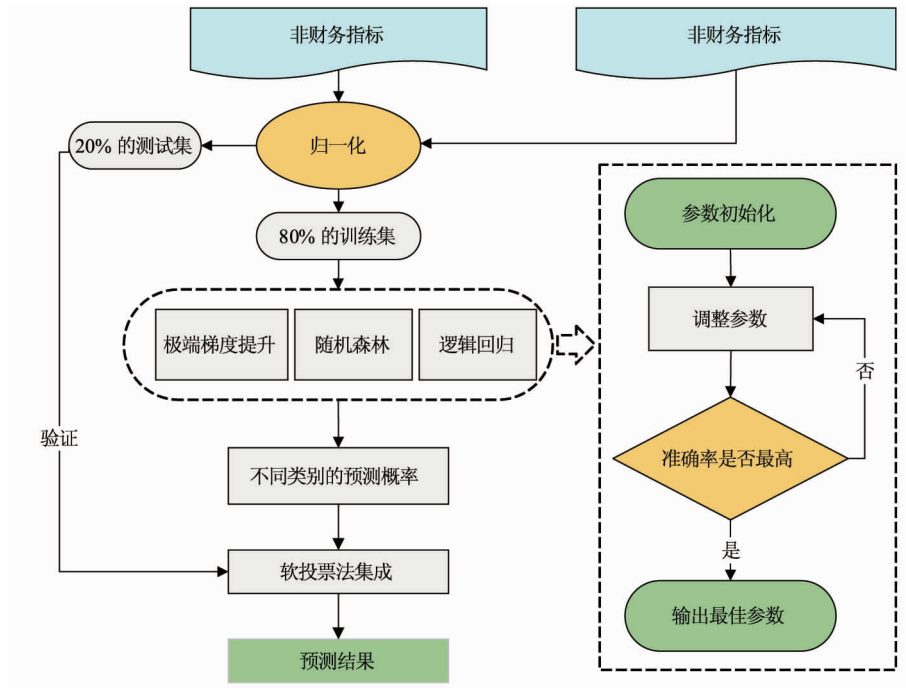 非财务指标
非财务指标
20% 的测试集
归一化
80% 的训练集
极端梯度提升
随机森林
逻辑回归
验证
不同类别的预测概率
软投票法集成
预测结果
参数初始化
调整参数
否
准确率是否最高
是
输出最佳参数